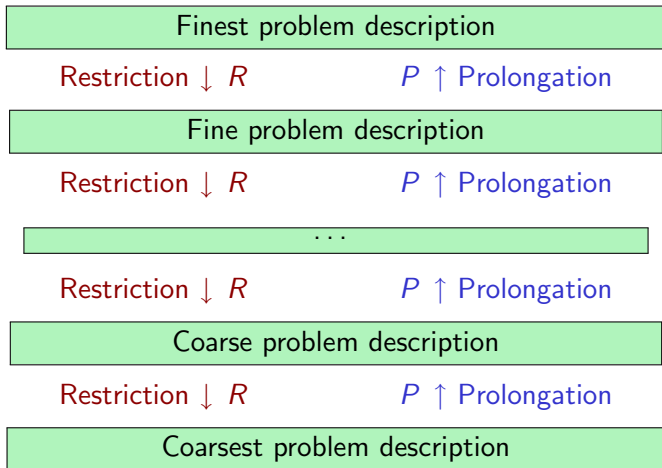 Finest problem description
Restriction ↓ R P ↑ Prolongation
Fine problem description
Restriction ↓ R P ↑ Prolongation
...
Restriction ↓ R P ↑ Prolongation
Coarse problem description
Restriction ↓ R P ↑ Prolongation
Coarsest problem description